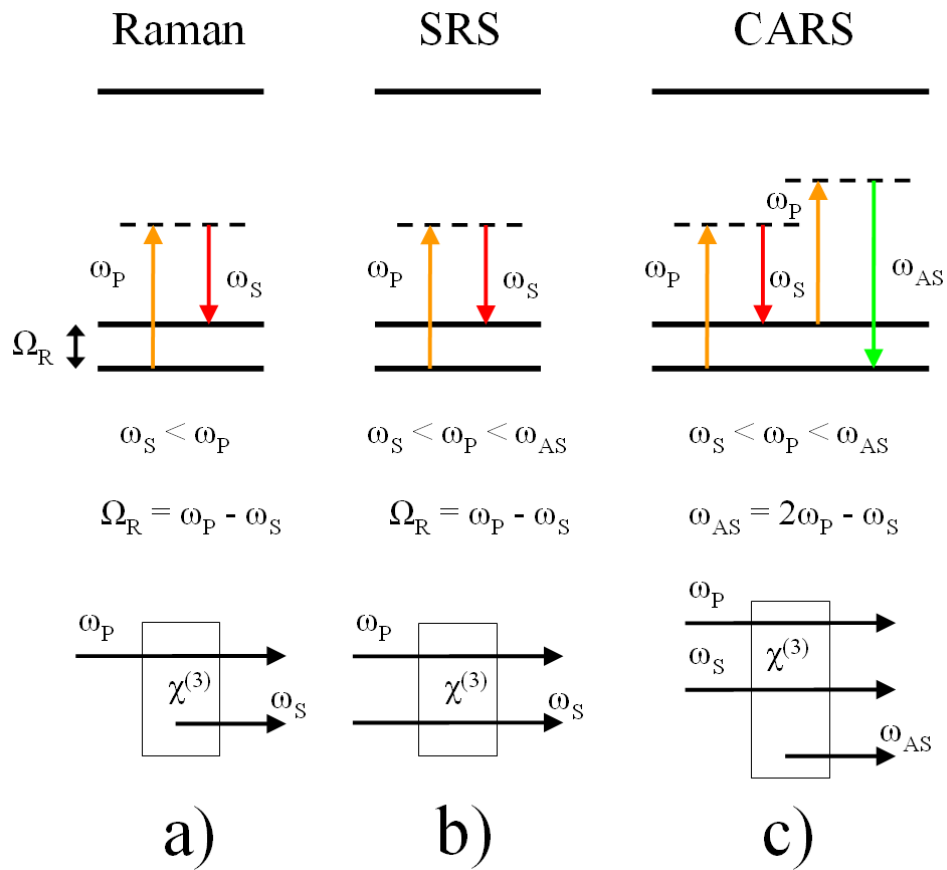 Raman SRS CARS
ω_P ω_S ω_P ω_S ω_P ω_S ω_P ω_AS
Ω_R
ω_S < ω_P ω_S < ω_P < ω_AS ω_S < ω_P < ω_AS
Ω_R = ω_P - ω_S Ω_R = ω_P - ω_S ω_AS = 2ω_P - ω_S
ω_P χ^(3) ω_S ω_P χ^(3) ω_S ω_P ω_S χ^(3) ω_AS
a) b) c)